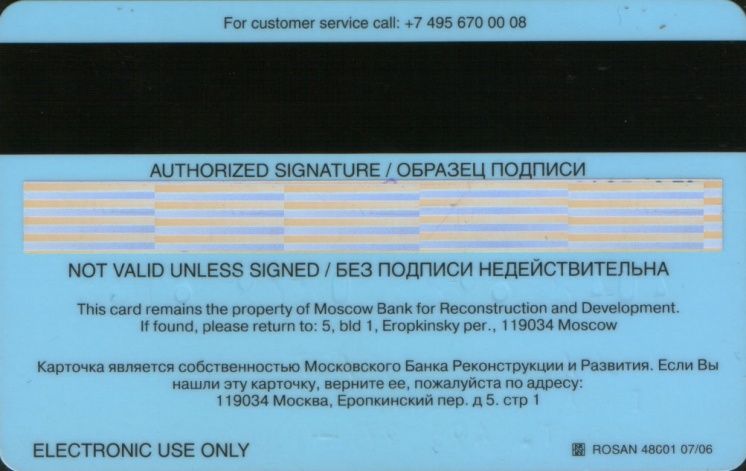 For customer service call: +7 495 670 00 08
AUTHORIZED SIGNATURE / ОБРАЗЕЦ ПОДПИСИ
NOT VALID UNLESS SIGNED / БЕЗ ПОДПИСИ НЕДЕЙСТВИТЕЛЬНА
This card remains the property of Moscow Bank for Reconstruction and Development.
If found, please return to: 5, bld 1, Eropkinsky per., 119034 Moscow
Карточка является собственностью Московского Банка Реконструкции и Развития. Если Вы
нашли эту карточку, верните ее, пожалуйста по адресу:
119034 Москва, Еропкинский пер. д 5. стр 1
ELECTRONIC USE ONLY
ROSAN 48001 07/06